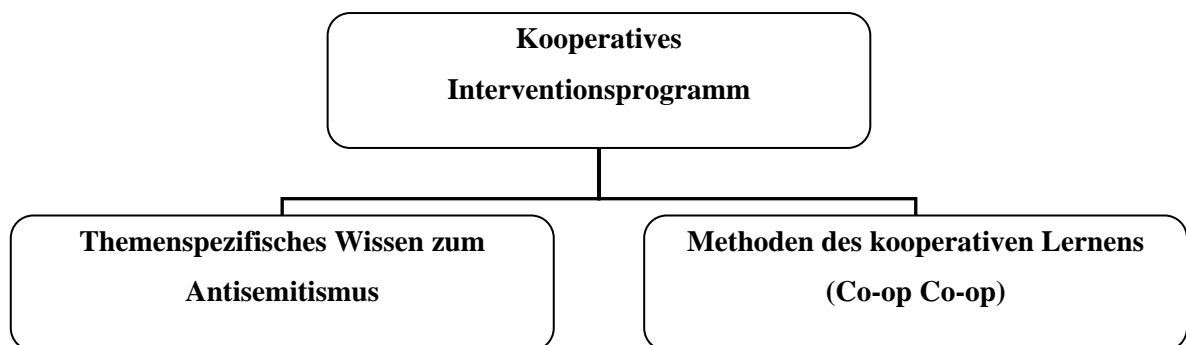 Kooperatives
Interventionsprogramm
Themenspezifisches Wissen zum
Antisemitismus
Methoden des kooperativen Lernens
(Co-op Co-op)